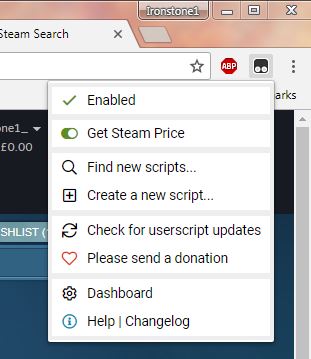 Ironstone1
Steam Search
ABP
Enabled
Get Steam Price
Find new scripts...
Create a new script...
Check for userscript updates
Please send a donation
Dashboard
Help | Changelog
arks
ne1_
£0.00
SHLIST (